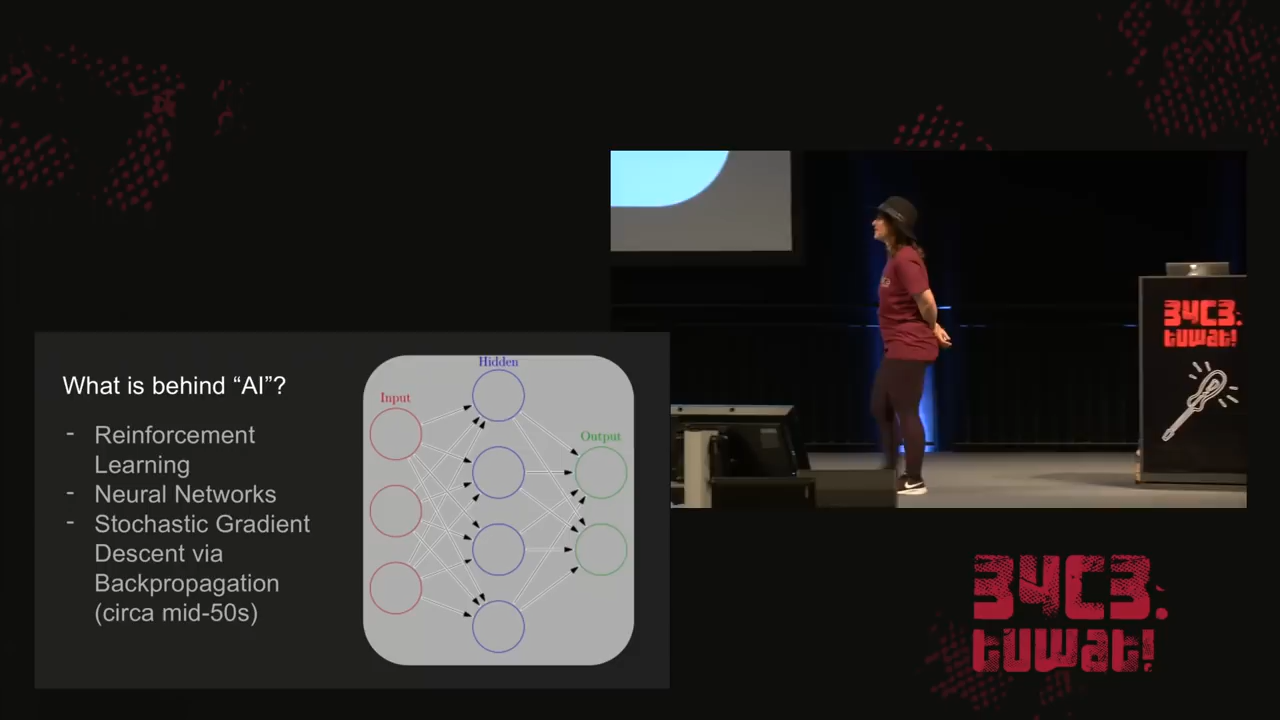 What is behind “AI”?
- Reinforcement
Learning
- Neural Networks
- Stochastic Gradient
Descent via
Backpropagation
(circa mid-50s)
Hidden
Input
Output
34C3.
tuwat!
34C3.
tuwat!